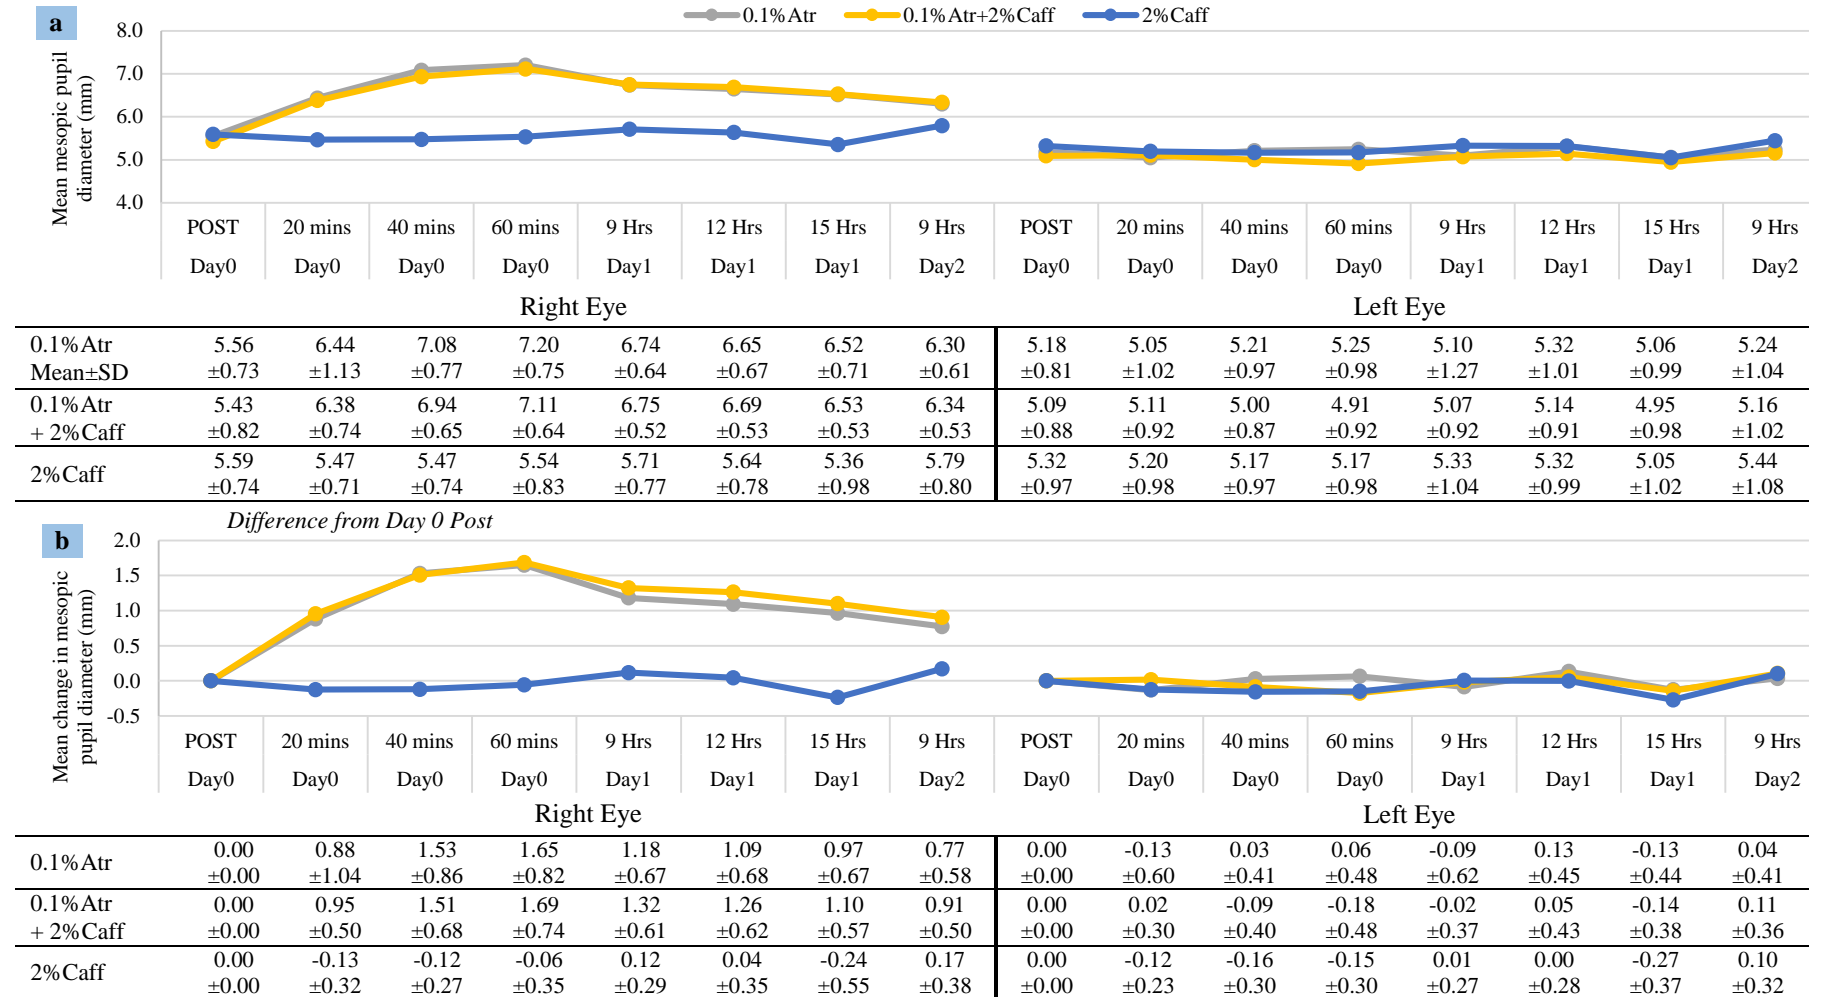 a
0.1%Atr 0.1%Atr+2%Caff 2%Caff
Mean mesopic pupil
diameter (mm)
8.0
7.0
6.0
5.0
4.0
POST 20 mins 40 mins 60 mins 9 Hrs 12 Hrs 15 Hrs 9 Hrs POST 20 mins 40 mins 60 mins 9 Hrs 12 Hrs 15 Hrs 9 Hrs
Day0 Day0 Day0 Day0 Day1 Day1 Day1 Day2 Day0 Day0 Day0 Day0 Day1 Day1 Day1 Day2
Right Eye Left Eye
0.1%Atr 5.56 6.44 7.08 7.20 6.74 6.65 6.52 6.30 5.18 5.05 5.21 5.25 5.10 5.32 5.06 5.24
Mean±SD ±0.73 ±1.13 ±0.77 ±0.75 ±0.64 ±0.67 ±0.71 ±0.61 ±0.81 ±1.02 ±0.97 ±0.98 ±1.27 ±1.01 ±0.99 ±1.04
0.1%Atr 5.43 6.38 6.94 7.11 6.75 6.69 6.53 6.34 5.09 5.11 5.00 4.91 5.07 5.14 4.95 5.16
+ 2%Caff ±0.82 ±0.74 ±0.65 ±0.64 ±0.52 ±0.53 ±0.53 ±0.53 ±0.88 ±0.92 ±0.87 ±0.92 ±0.92 ±0.91 ±0.98 ±1.02
2%Caff 5.59 5.47 5.47 5.54 5.71 5.64 5.36 5.79 5.32 5.20 5.17 5.17 5.33 5.32 5.05 5.44
±0.74 ±0.71 ±0.74 ±0.83 ±0.77 ±0.78 ±0.98 ±0.80 ±0.97 ±0.98 ±0.97 ±0.98 ±1.04 ±0.99 ±1.02 ±1.08
Difference from Day 0 Post
b
Mean change in mesopic
pupil diameter (mm)
2.0
1.5
1.0
0.5
0.0
-0.5
POST 20 mins 40 mins 60 mins 9 Hrs 12 Hrs 15 Hrs 9 Hrs POST 20 mins 40 mins 60 mins 9 Hrs 12 Hrs 15 Hrs 9 Hrs
Day0 Day0 Day0 Day0 Day1 Day1 Day1 Day2 Day0 Day0 Day0 Day0 Day1 Day1 Day1 Day2
Right Eye Left Eye
0.1%Atr 0.00 0.88 1.53 1.65 1.18 1.09 0.97 0.77 0.00 -0.13 0.03 0.06 -0.09 0.13 -0.13 0.04
±0.00 ±1.04 ±0.86 ±0.82 ±0.67 ±0.68 ±0.67 ±0.58 ±0.00 ±0.60 ±0.41 ±0.48 ±0.62 ±0.45 ±0.44 ±0.41
0.1%Atr 0.00 0.95 1.51 1.69 1.32 1.26 1.10 0.91 0.00 0.02 -0.09 -0.18 -0.02 0.05 -0.14 0.11
+ 2%Caff ±0.00 ±0.50 ±0.68 ±0.74 ±0.61 ±0.62 ±0.57 ±0.50 ±0.00 ±0.30 ±0.40 ±0.48 ±0.37 ±0.43 ±0.38 ±0.36
2%Caff 0.00 -0.13 -0.12 -0.06 0.12 0.04 -0.24 0.17 0.00 -0.12 -0.16 -0.15 0.01 0.00 -0.27 0.10
±0.00 ±0.32 ±0.27 ±0.35 ±0.29 ±0.35 ±0.55 ±0.38 ±0.00 ±0.23 ±0.30 ±0.30 ±0.27 ±0.28 ±0.37 ±0.32